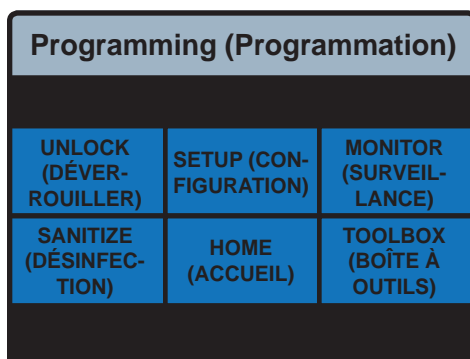 Programming (Programmation)
UNLOCK
(DÉVER-
ROUILLER)
SETUP (CON-
FIGURATION)
MONITOR
(SURVEIL-
LANCE)
SANITIZE
(DÉSINFEC-
TION)
HOME
(ACCUEIL)
TOOLBOX
(BOÎTE À
OUTILS)